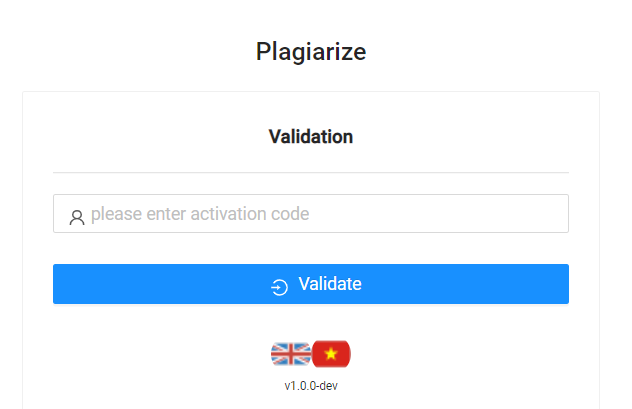 Plagiarize
Validation
please enter activation code
Validate
v1.0.0-dev